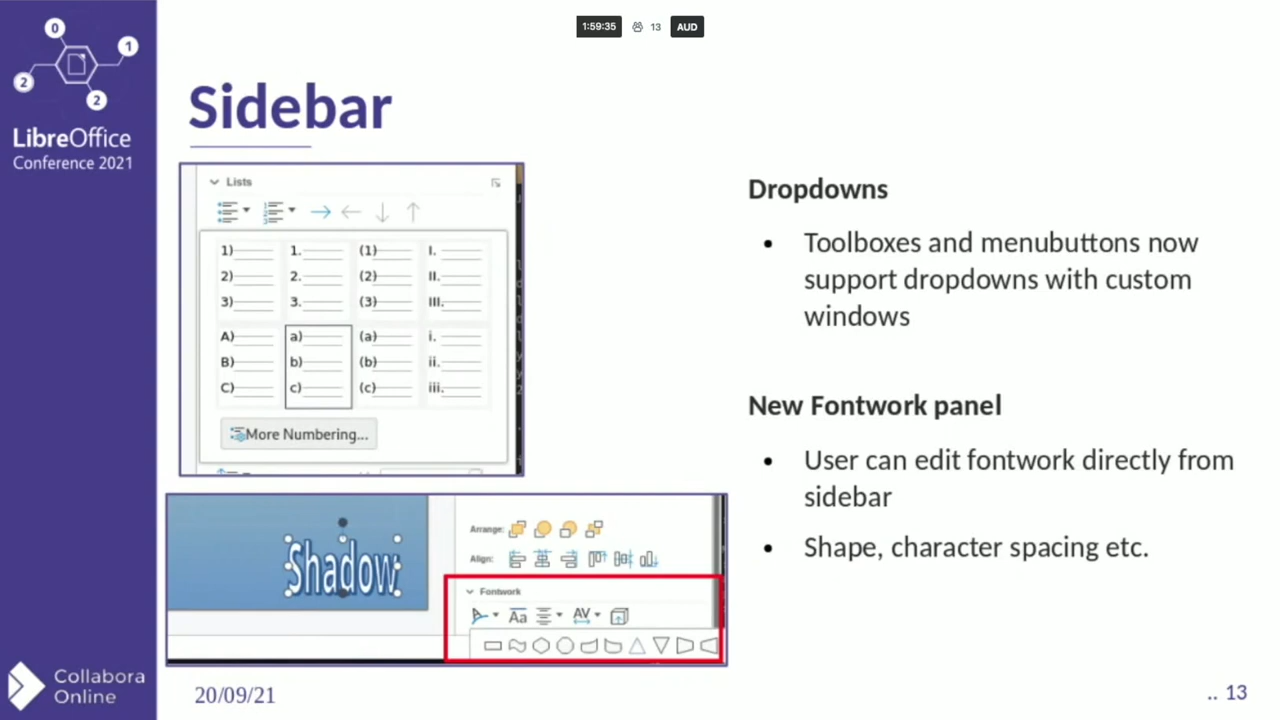 1:59:35 13 AUD
0
1
2
2
LibreOffice
Conference 2021
Sidebar
Lists
1) 1. (1) I.
2) 2. (2) II.
3) 3. (3) III.
A) a) (a) i.
B) b) (b) ii.
C) c) (c) iii.
More Numbering...
Shadow
Arrange:
Align:
Fontwork
Aa AV
Dropdowns
• Toolboxes and menubuttons now
support dropdowns with custom
windows
New Fontwork panel
• User can edit fontwork directly from
sidebar
• Shape, character spacing etc.
Collabora
Online
20/09/21
.. 13